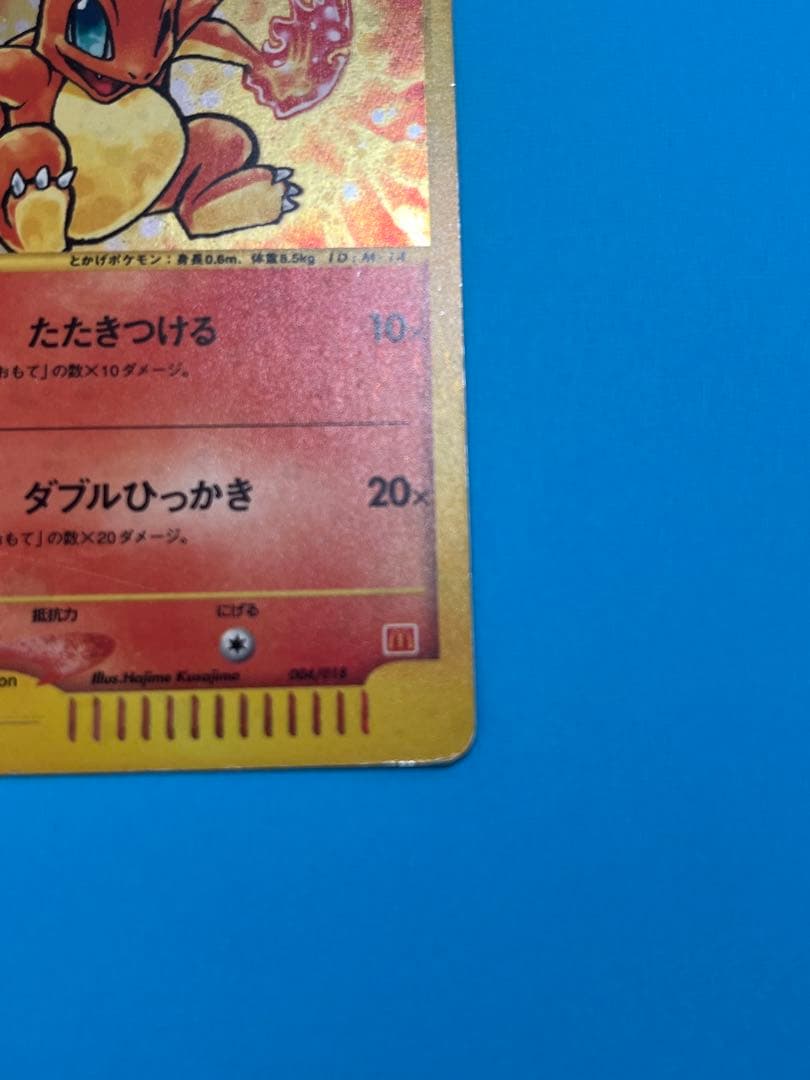 とかげポケモン：身長0.6m、体重8.5kg
たたきつける 10×
おもて」の数×10ダメージ。
ダブルひっかき 20×
おもて」の数×20ダメージ。
抵抗力 にげる
on Illus.Hajime Kusajima 004/018